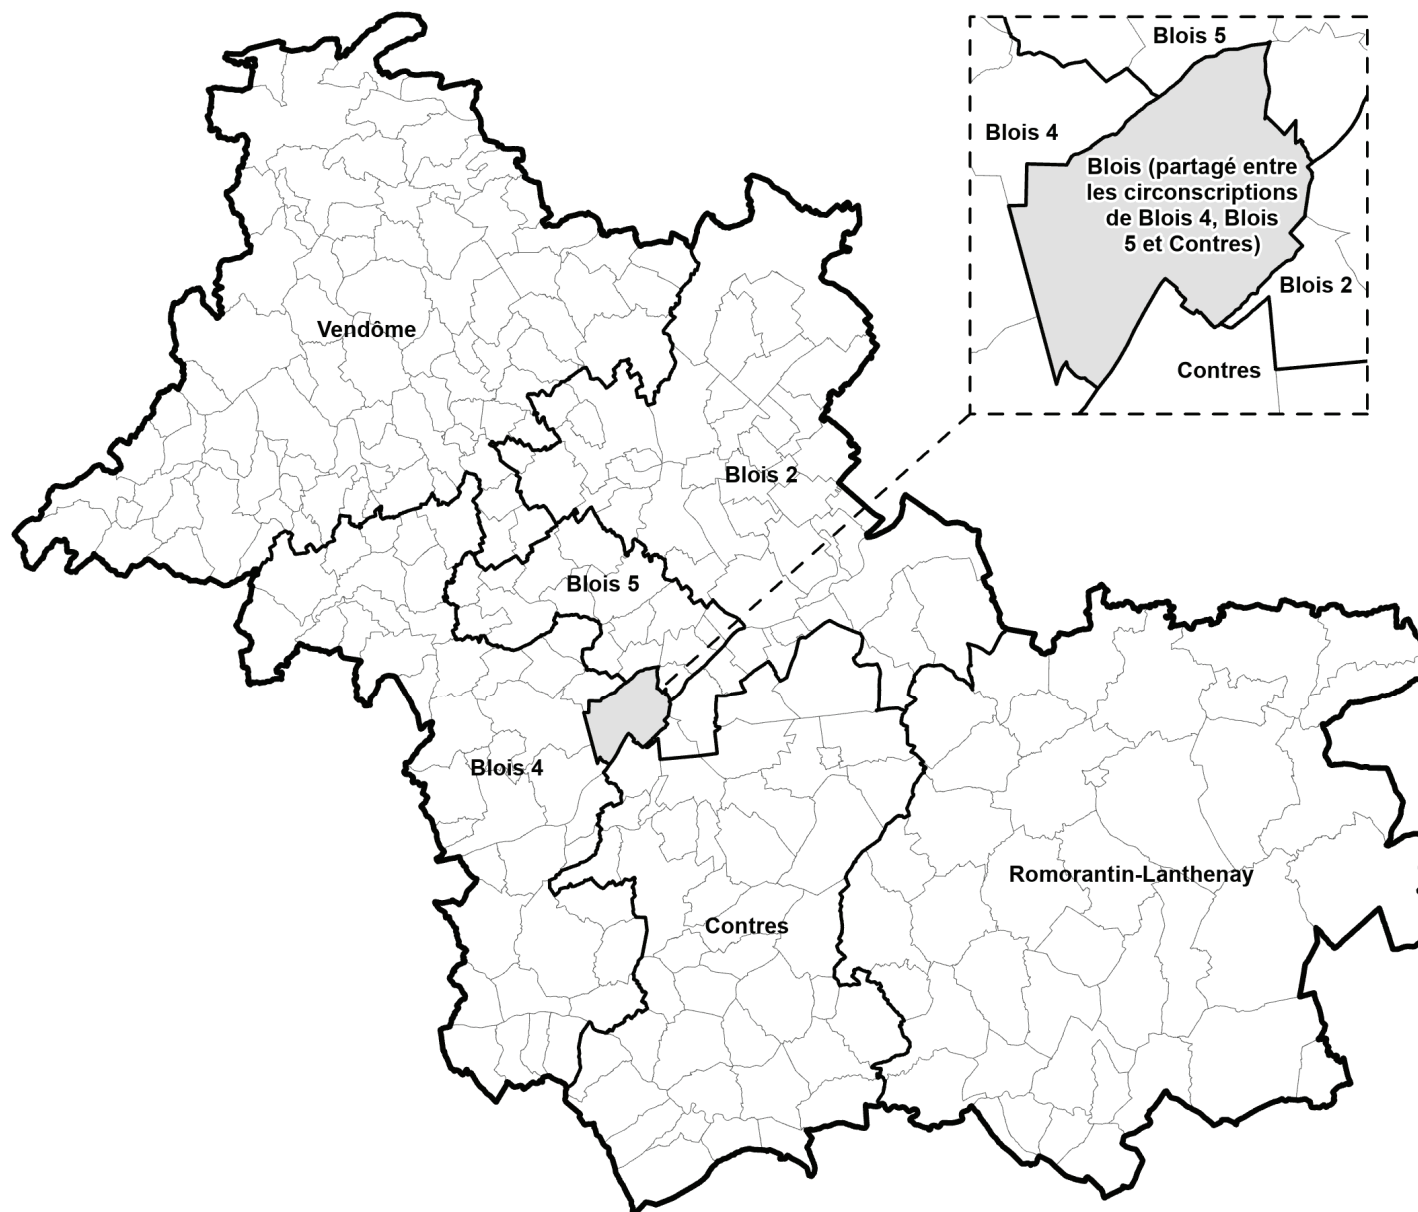 Blois 5
Blois 4
Blois (partagé entre
les circonscriptions
de Blois 4, Blois
5 et Contres)
Blois 2
Contres
Vendôme
Blois 2
Blois 5
Blois 4
Romorantin-Lanthenay
Contres